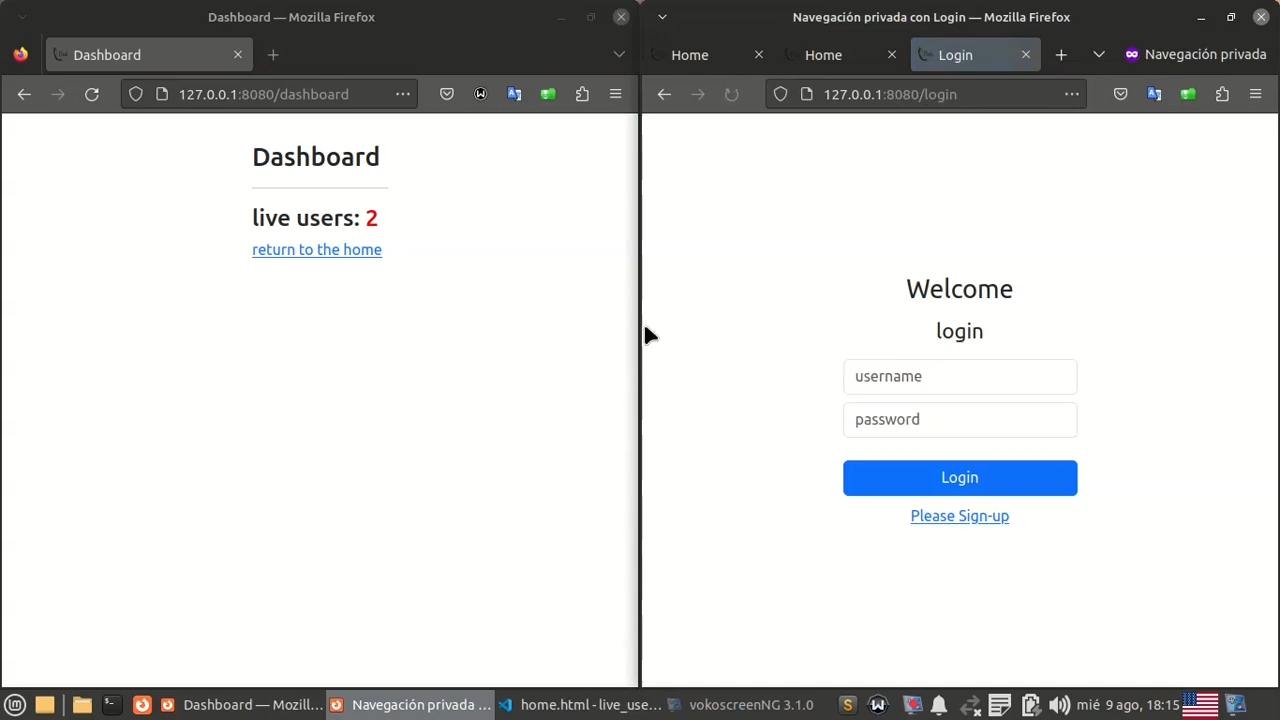 Dashboard — Mozilla Firefox
Dashboard
127.0.0.1:8080/dashboard
Dashboard
live users: 2
return to the home
Navegación privada con Login — Mozilla Firefox
Home
Home
Login
Navegación privada
127.0.0.1:8080/login
Welcome
login
username
password
Login
Please Sign-up
Dashboard — Mozill...
Navegación privada ...
home.html - live_use...
vokoscreenNG 3.1.0
mié 9 ago, 18:15